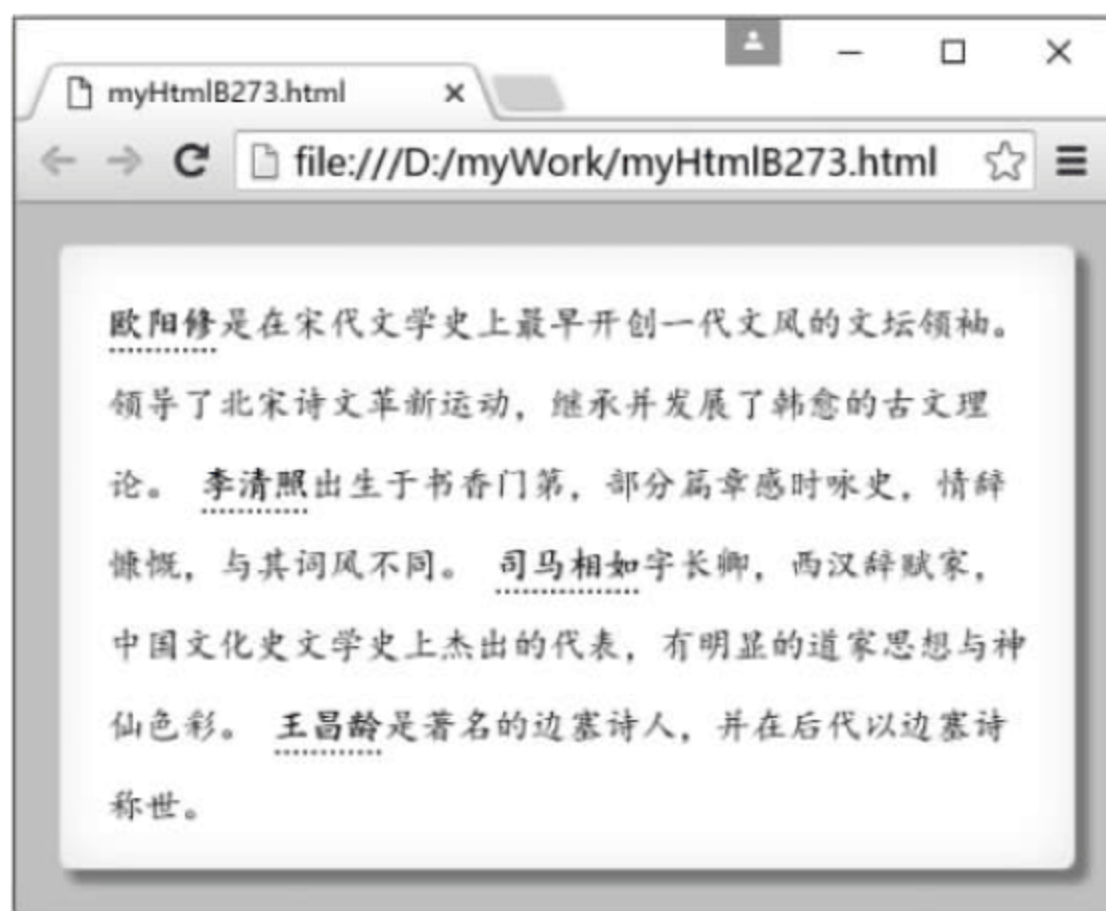 myHtmlB273.html
file:///D:/myWork/myHtmlB273.html
欧阳修是在宋代文学史上最早开创一代文风的文坛领袖。
领导了北宋诗文革新运动，继承并发展了韩愈的古文理
论。 李清照出生于书香门第，部分篇章感时咏史，情辞
慷慨，与其词风不同。 司马相如字长卿，西汉辞赋家，
中国文化史文学史上杰出的代表，有明显的道家思想与神
仙色彩。 王昌龄是著名的边塞诗人，并在后代以边塞诗
称世。